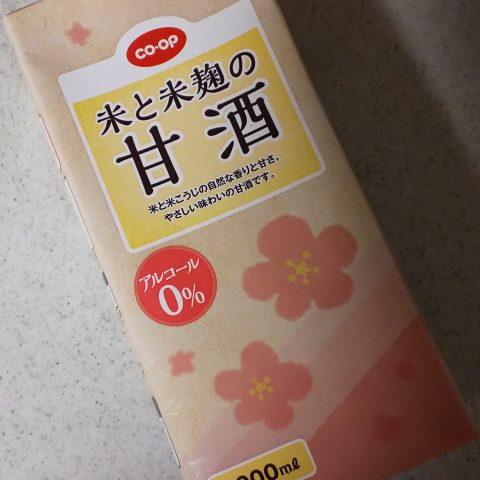 CO·OP
米と米麹の
甘酒
米と米こうじの自然な香りと甘さ。
やさしい味わいの甘酒です。
アルコール
0%
000ml